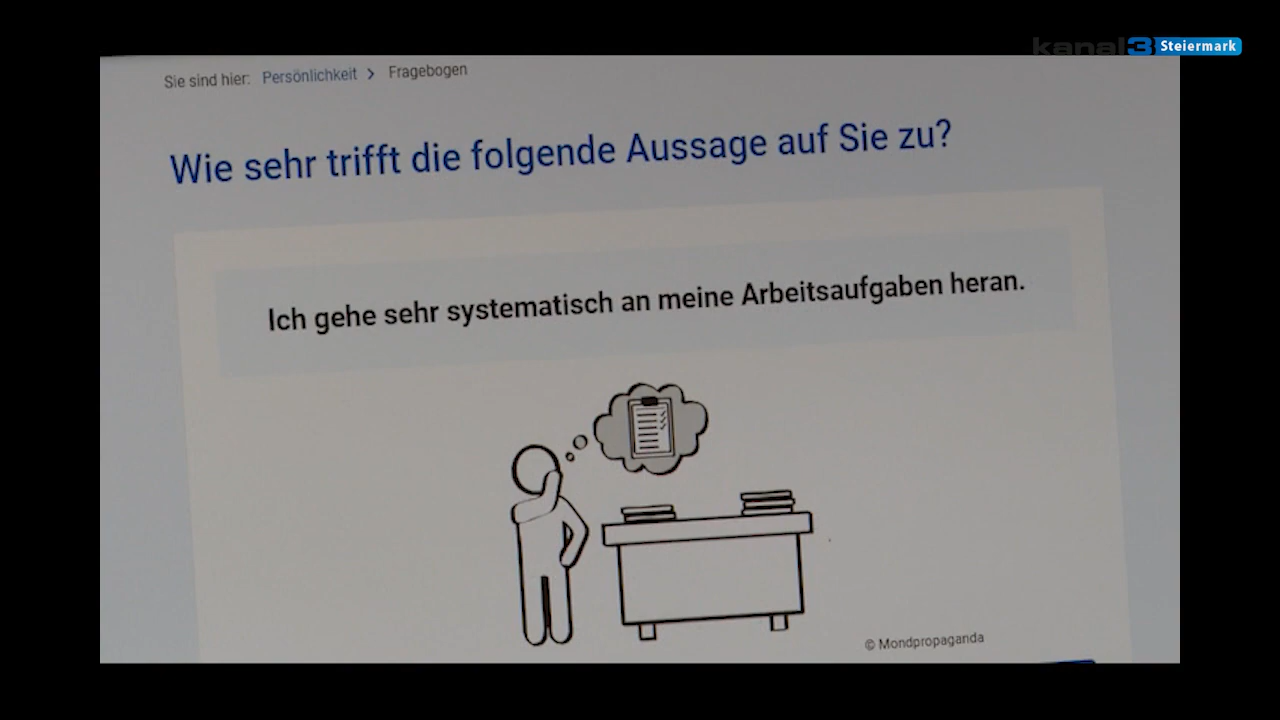 kanal3 Steiermark
Sie sind hier: Persönlichkeit > Fragebogen
Wie sehr trifft die folgende Aussage auf Sie zu?
Ich gehe sehr systematisch an meine Arbeitsaufgaben heran.
© Mondpropaganda